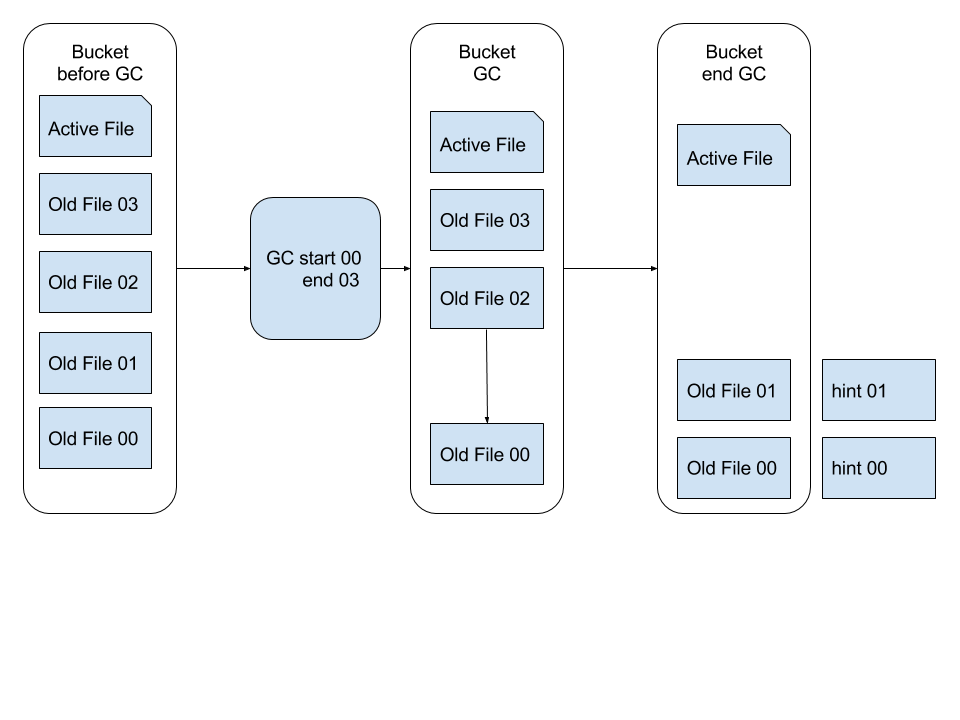 Bucket
before GC
Active File
Old File 03
Old File 02
Old File 01
Old File 00
GC start 00
end 03
Bucket
GC
Active File
Old File 03
Old File 02
Old File 00
Bucket
end GC
Active File
Old File 01
hint 01
Old File 00
hint 00